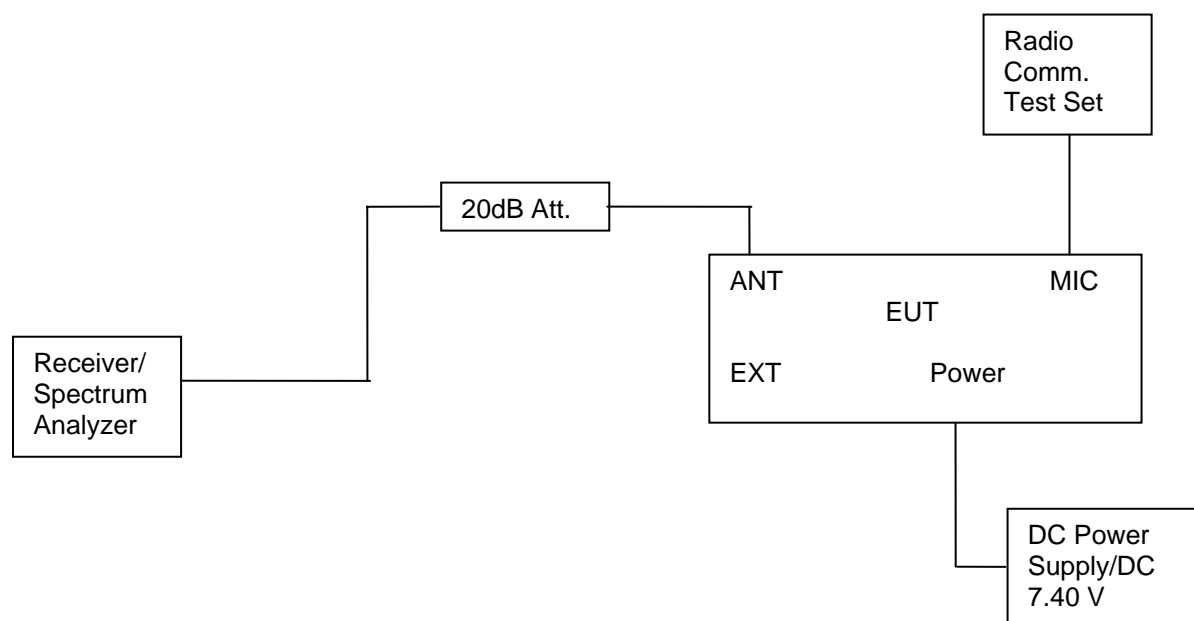 Radio
Comm.
Test Set
20dB Att.
ANT
MIC
EUT
Receiver/
Spectrum
Analyzer
EXT
Power
DC Power
Supply/DC
7.40 V